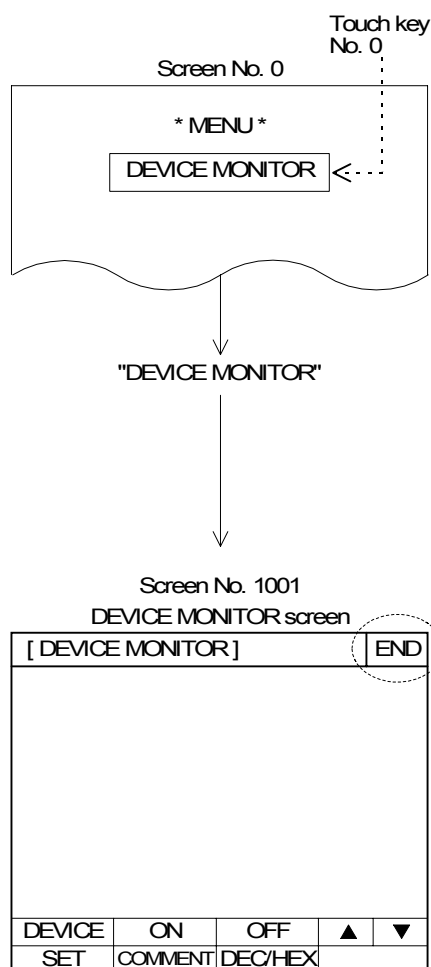 Touch key
No. 0
Screen No. 0
* MENU *
DEVICE MONITOR
"DEVICE MONITOR"
Screen No. 1001
DEVICE MONITOR screen
[ DEVICE MONITOR ] END
DEVICE ON OFF ▲ ▼
SET COMMENT DEC/HEX